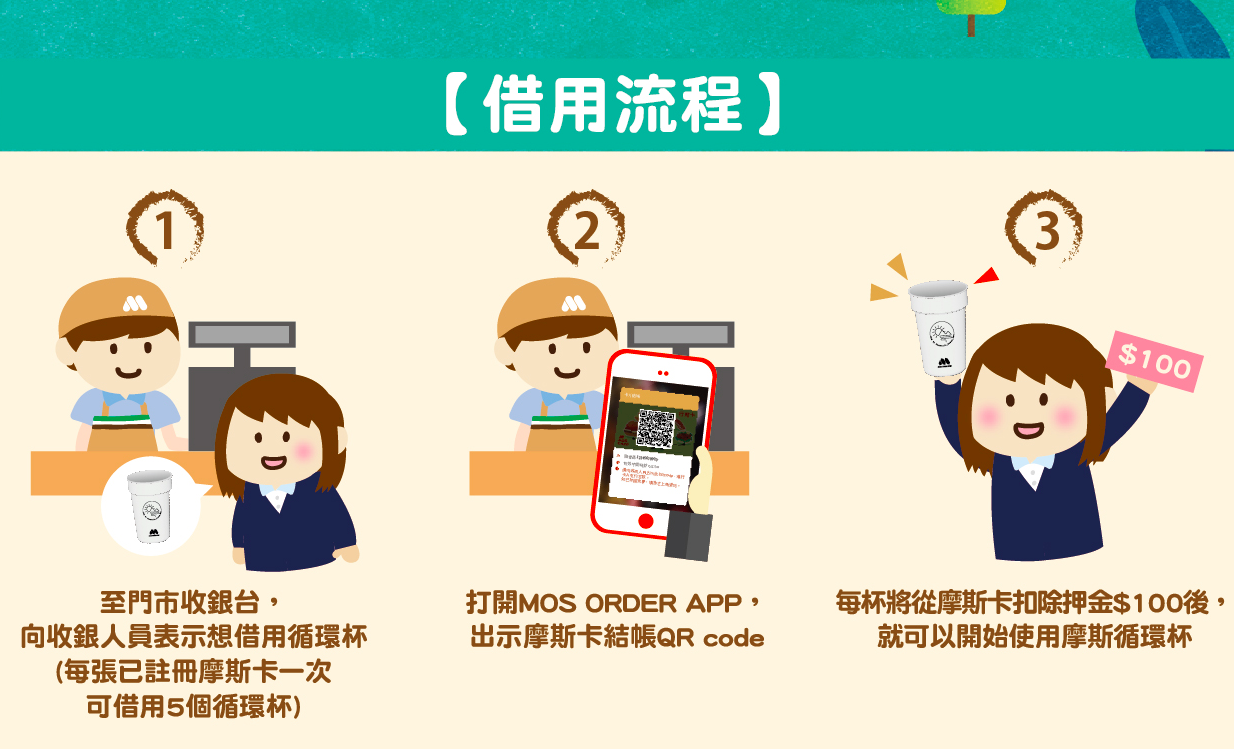 【借用流程】
1
2
3
$100
至門市收銀台，
向收銀人員表示想借用循環杯
(每張已註冊摩斯卡一次
可借用5個循環杯)
打開MOS ORDER APP，
出示摩斯卡結帳QR code
每杯將從摩斯卡扣除押金$100後，
就可以開始使用摩斯循環杯